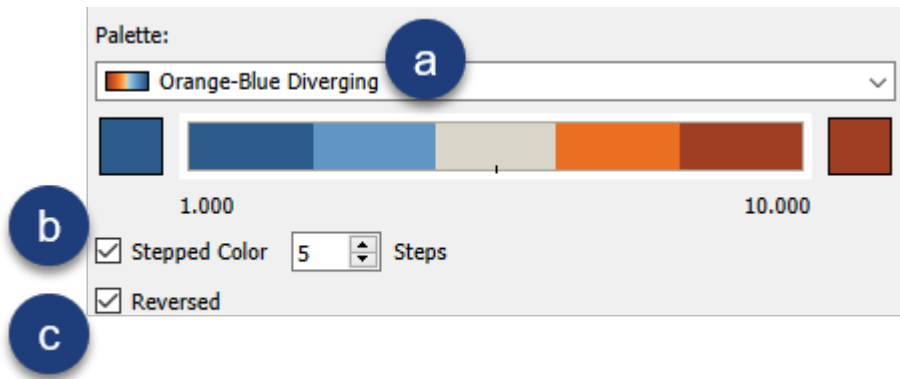 Palette:
a
Orange-Blue Diverging
1.000 10.000
b
Stepped Color 5 Steps
Reversed
c